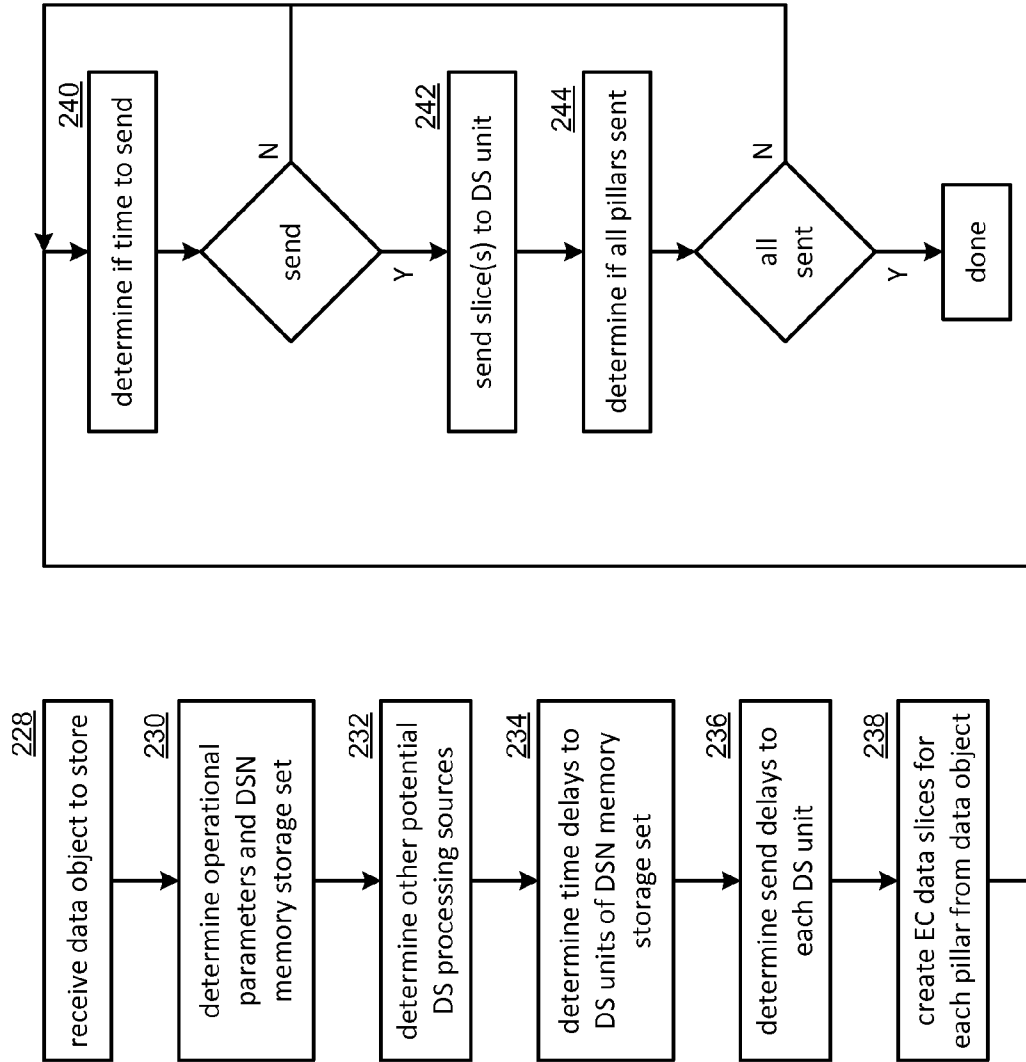 228
receive data object to store
230
determine operational
parameters and DSN
memory storage set
232
determine other potential
DS processing sources
234
determine time delays to
DS units of DSN memory
storage set
236
determine send delays to
each DS unit
238
create EC data slices for
each pillar from data object
240
determine if time to send
send
N
Y
242
send slice(s) to DS unit
244
determine if all pillars sent
all
sent
N
Y
done